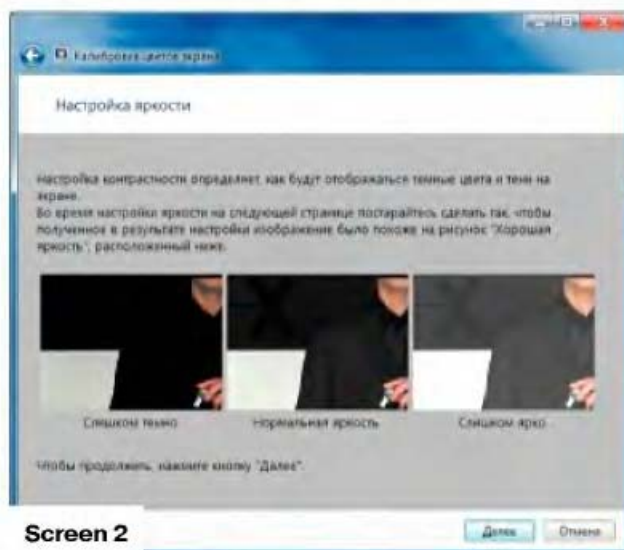 Калибровка цветов экрана
Настройка яркости
Настройка контрастности определяет, как будут отображаться темные цвета и тени на
экране.
Во время настройки яркости на следующей странице постарайтесь сделать так, чтобы
полученное в результате настройки изображение было похоже на рисунок "Хорошая
яркость", расположенный ниже.
Слишком темно
Нормальная яркость
Слишком ярко
Чтобы продолжить, нажмите кнопку "Далее".
Далее
Отмена
Screen 2